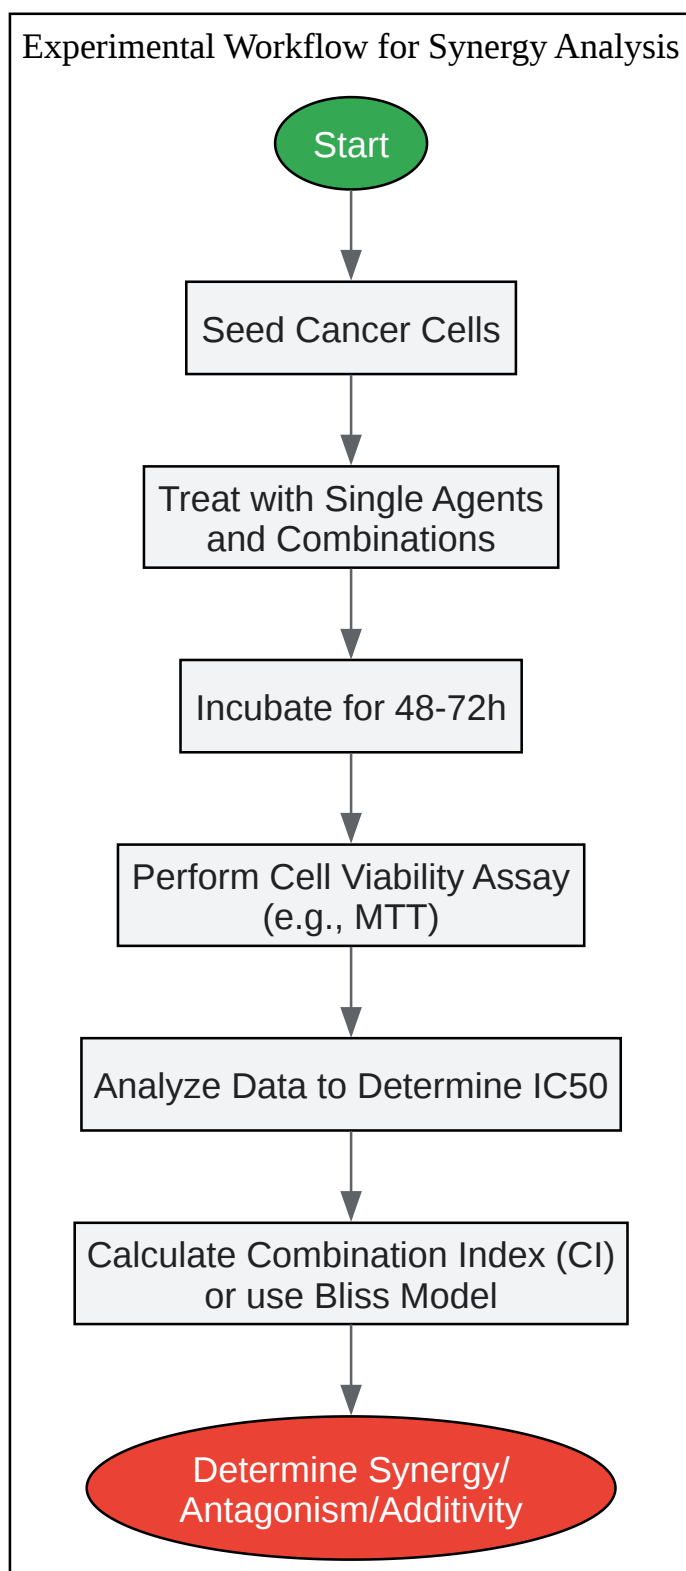 Experimental Workflow for Synergy Analysis
Start
Seed Cancer Cells
Treat with Single Agents
and Combinations
Incubate for 48-72h
Perform Cell Viability Assay
(e.g., MTT)
Analyze Data to Determine IC50
Calculate Combination Index (CI)
or use Bliss Model
Determine Synergy/
Antagonism/Additivity